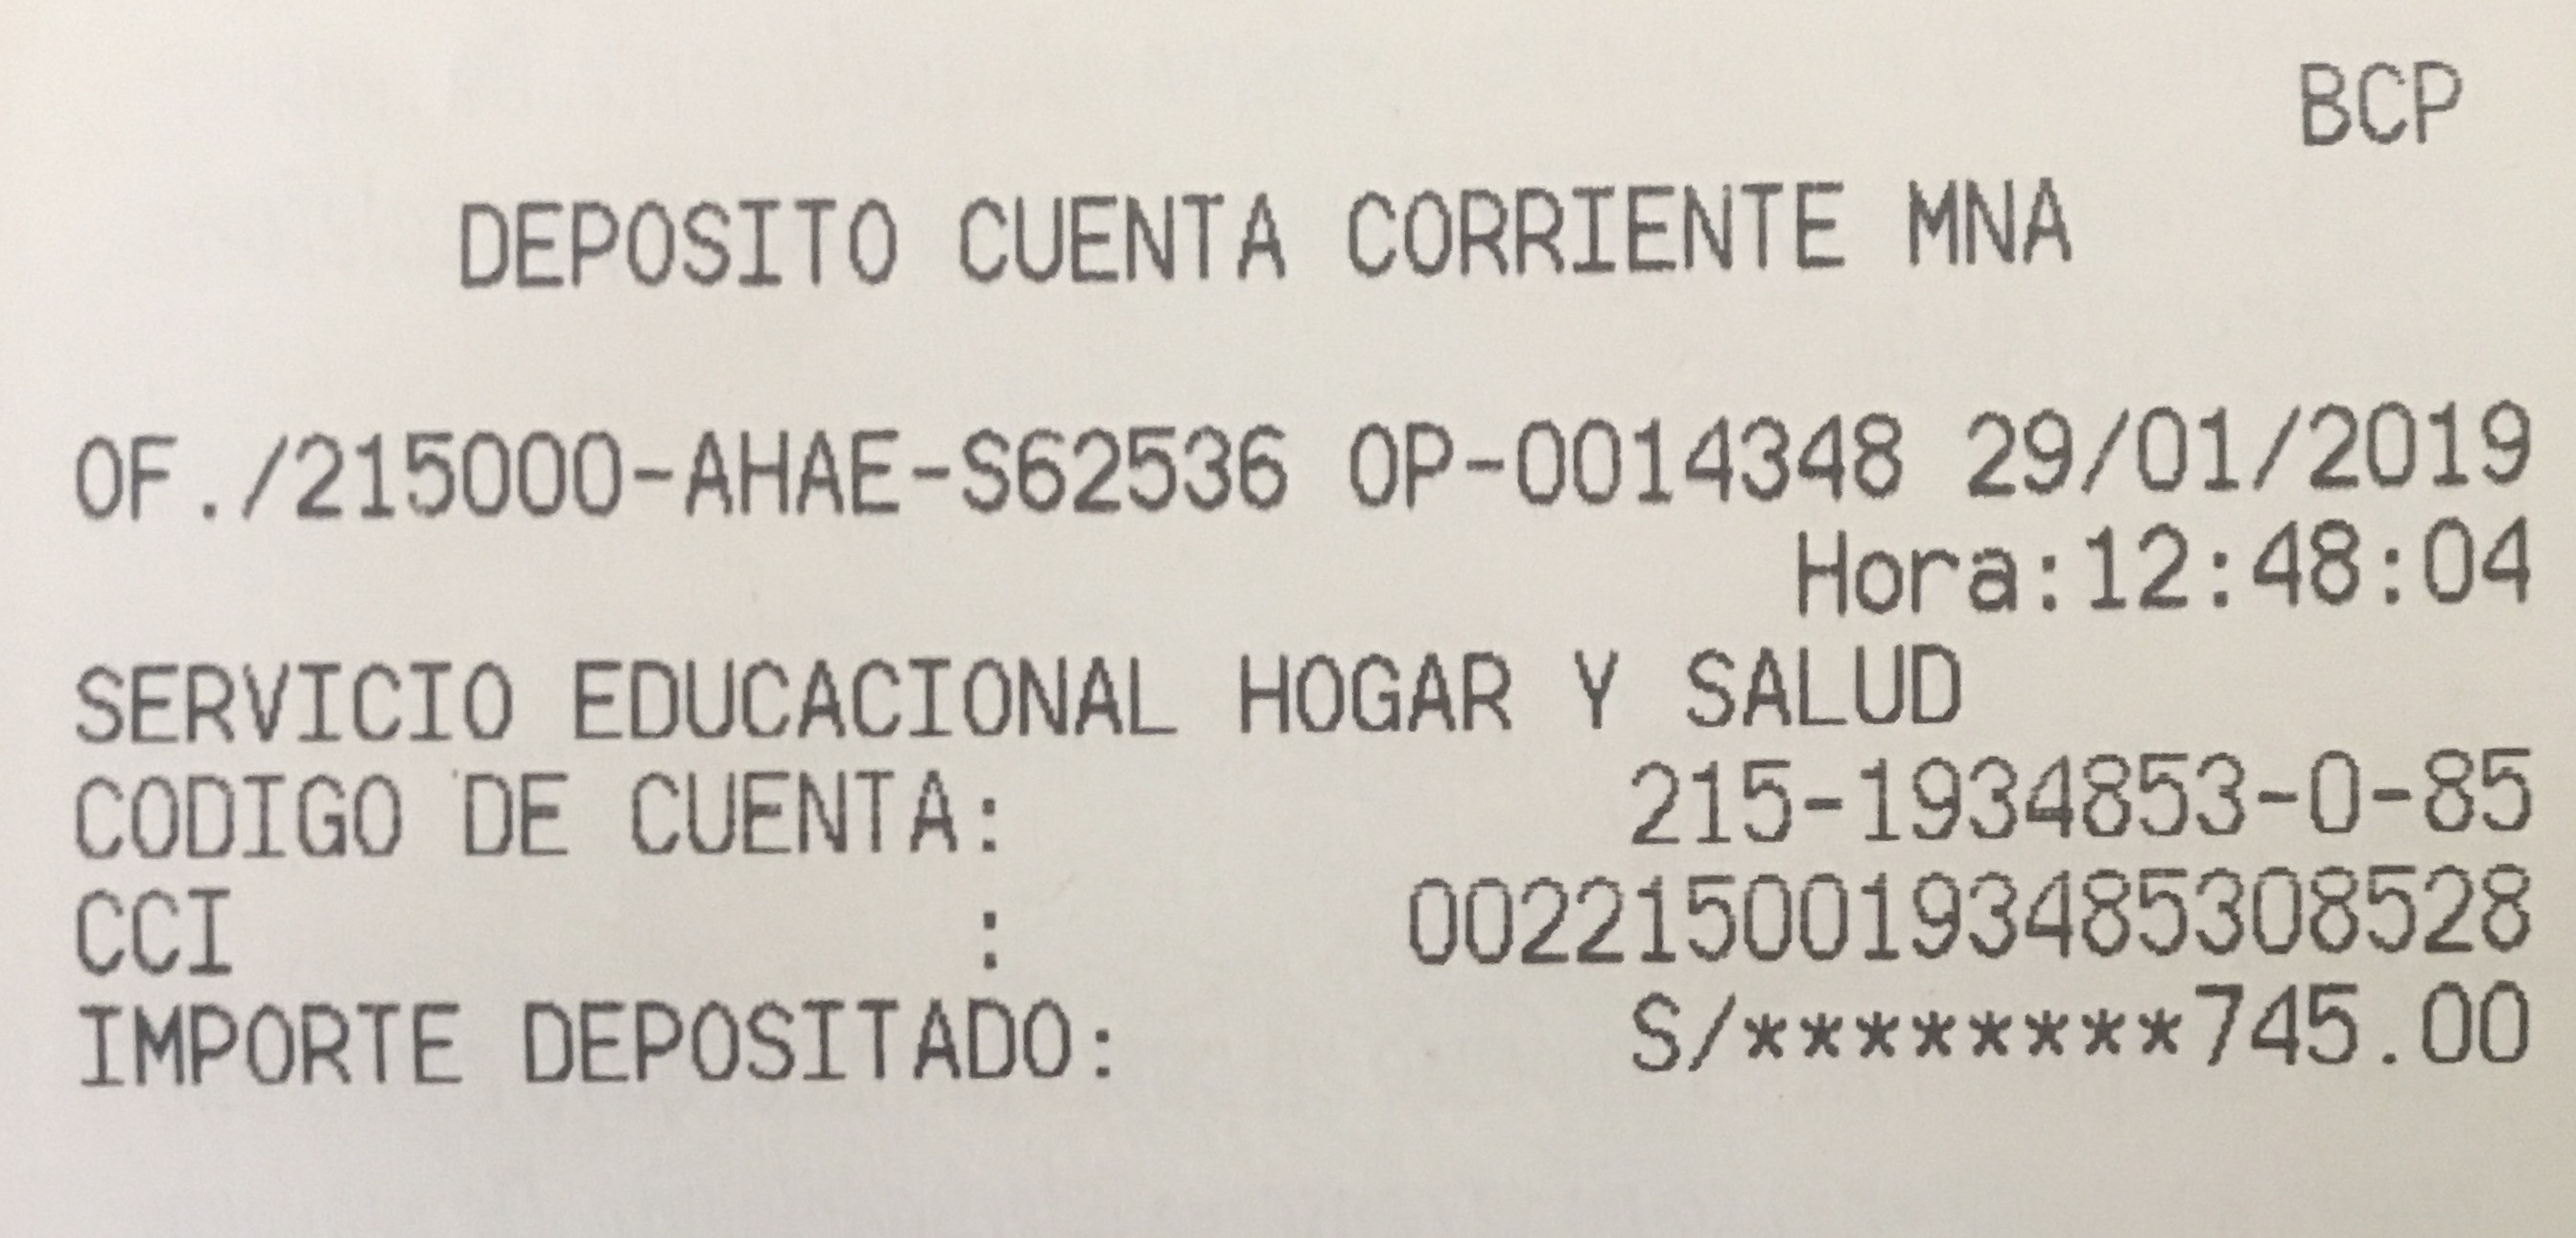 BCP
DEPOSITO CUENTA CORRIENTE MNA
OF./215000-AHAE-S62536 OP-0014348 29/01/2019
Hora:12:48:04
SERVICIO EDUCACIONAL HOGAR Y SALUD
CODIGO DE CUENTA: 215-1934853-0-85
CCI : 00221500193485308528
IMPORTE DEPOSITADO: S/********745.00